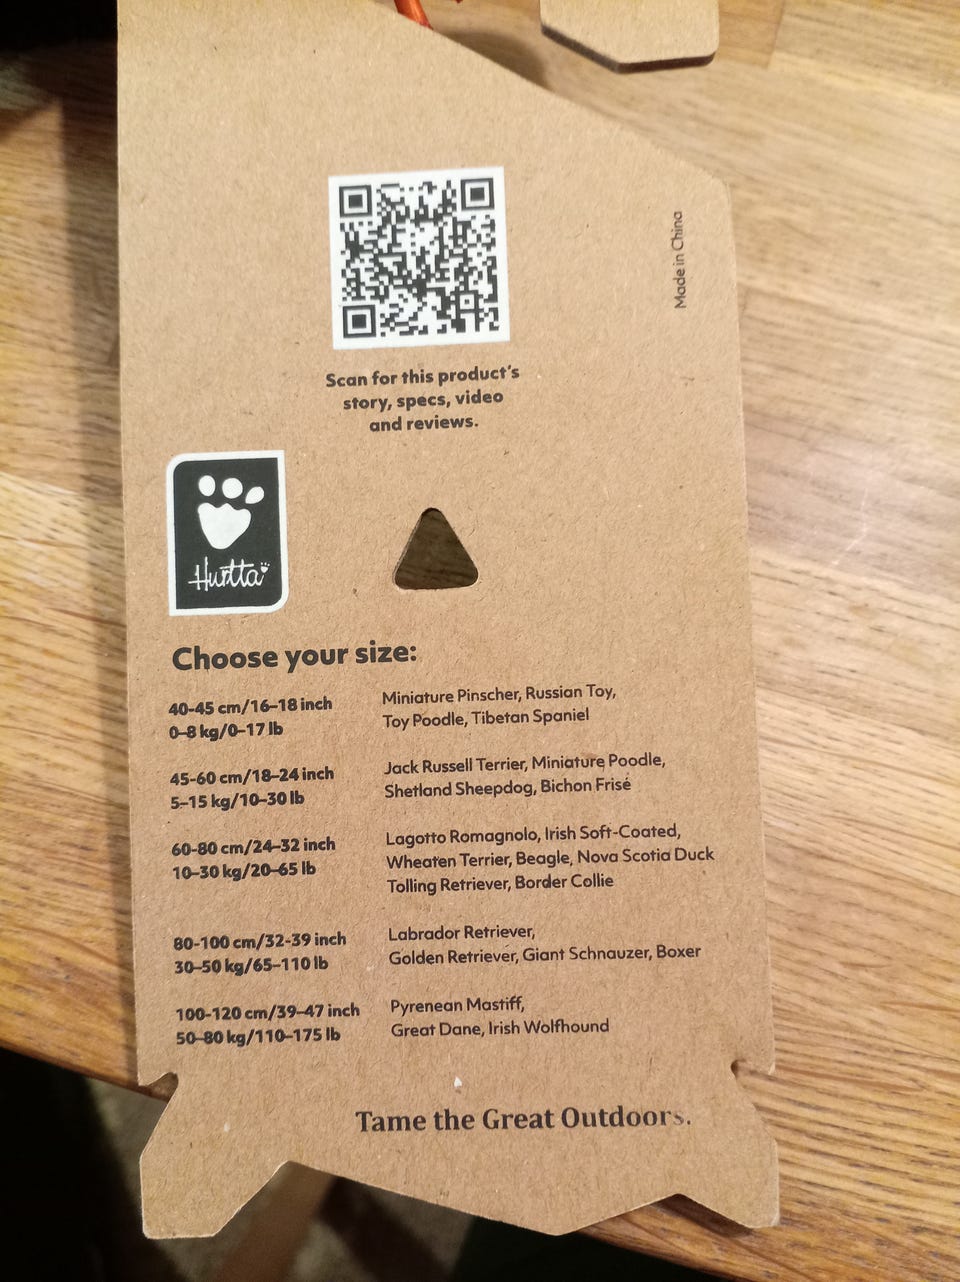 Made in China
Scan for this product's
story, specs, video
and reviews.
Hurtta
Choose your size:
40-45 cm/16–18 inch
0–8 kg/0–17 lb
Miniature Pinscher, Russian Toy,
Toy Poodle, Tibetan Spaniel
45-60 cm/18–24 inch
5–15 kg/10–30 lb
Jack Russell Terrier, Miniature Poodle,
Shetland Sheepdog, Bichon Frisé
60-80 cm/24–32 inch
10–30 kg/20–65 lb
Lagotto Romagnolo, Irish Soft-Coated,
Wheaten Terrier, Beagle, Nova Scotia Duck
Tolling Retriever, Border Collie
80-100 cm/32-39 inch
30–50 kg/65–110 lb
Labrador Retriever,
Golden Retriever, Giant Schnauzer, Boxer
100-120 cm/39–47 inch
50–80 kg/110–175 lb
Pyrenean Mastiff,
Great Dane, Irish Wolfhound
Tame the Great Outdoors.